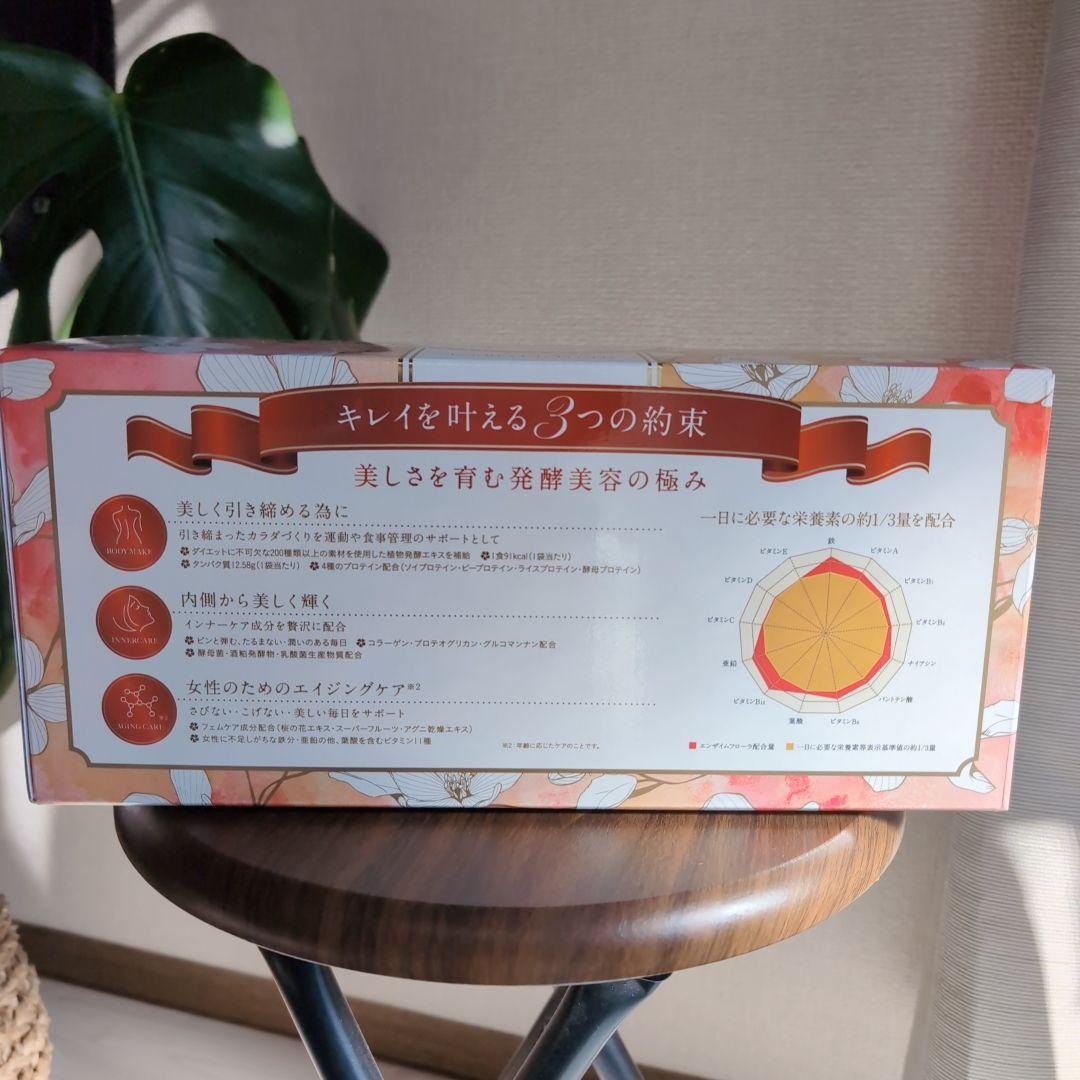 キレイを叶える3つの約束
美しさを育む発酵美容の極み
BODYMAKE
美しく引き締める為に
引き締まったカラダづくりを運動や食事管理のサポートとして
ダイエットに不可欠な200種類以上の素材を使用した植物発酵エキスを補給 1食91kcal(1袋当たり)
タンパク質12.58g(1袋当たり) 4種のプロテイン配合(ソイプロテイン・ピープロテイン・ライスプロテイン・酵母プロテイン)
INNERCARE
内側から美しく輝く
インナーケア成分を贅沢に配合
ピンと弾む、たるまない・潤いのある毎日 コラーゲン・プロテオグリカン・グルコマンナン配合
酵母菌・酒粕発酵物・乳酸菌生産物質配合
AGING CARE ※2
女性のためのエイジングケア※2
さびない・こげない・美しい毎日をサポート
フェムケア成分配合(桜の花エキス・スーパーフルーツ・アグニ乾燥エキス)
女性に不足しがちな鉄分・亜鉛の他、葉酸を含むビタミン11種
※2：年齢に応じたケアのことです。
一日に必要な栄養素の約1/3量を配合
鉄
ビタミンA
ビタミンB1
ビタミンB2
ナイアシン
パントテン酸
ビタミンB6
葉酸
ビタミンB12
亜鉛
ビタミンC
ビタミンD
ビタミンE
エンザイムフローラ配合量 一日に必要な栄養素等表示基準値の約1/3量